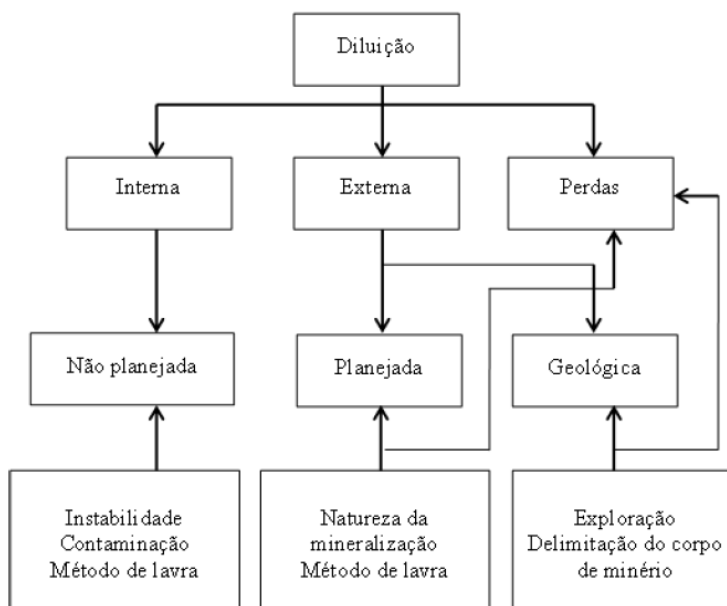 Diluição
Interna
Externa
Perdas
Não planejada
Planejada
Geológica
Instabilidade
Contaminação
Método de lavra
Natureza da
mineralização
Método de lavra
Exploração
Delimitação do corpo
de minério